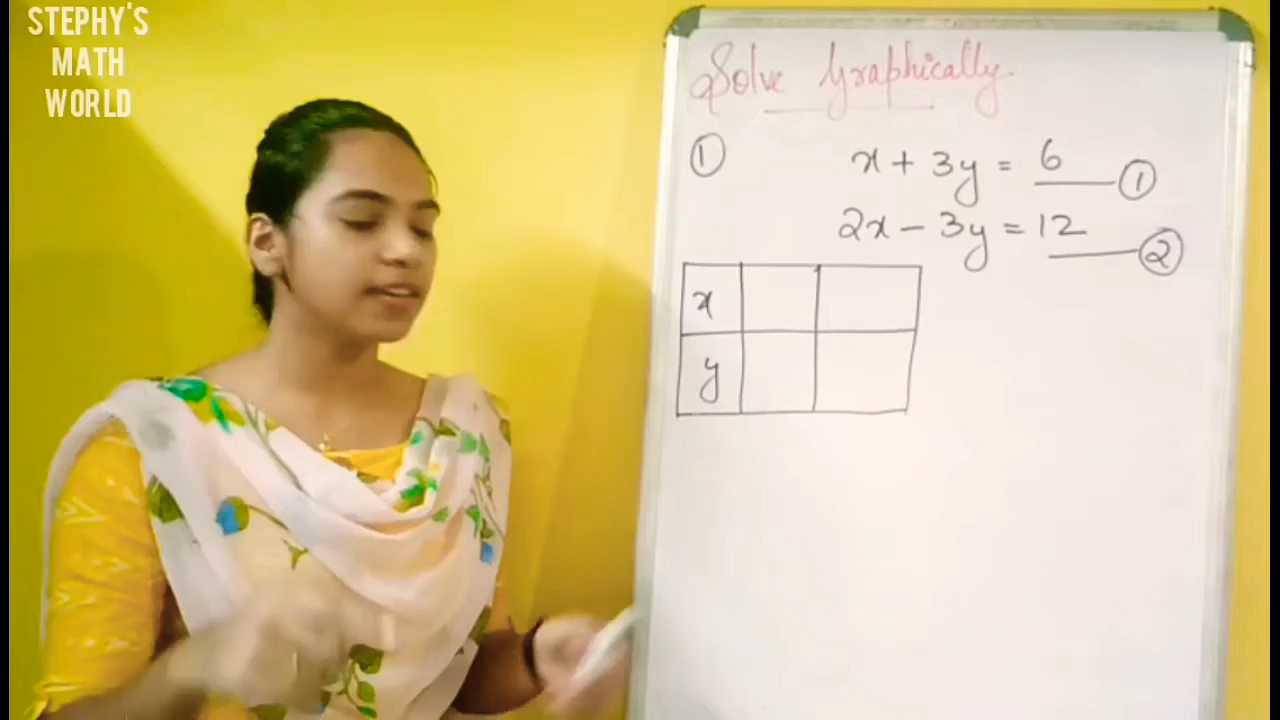 STEPHY'S
MATH
WORLD
Solve Graphically.
① x + 3y = 6 ①
2x - 3y = 12 ②
x
y